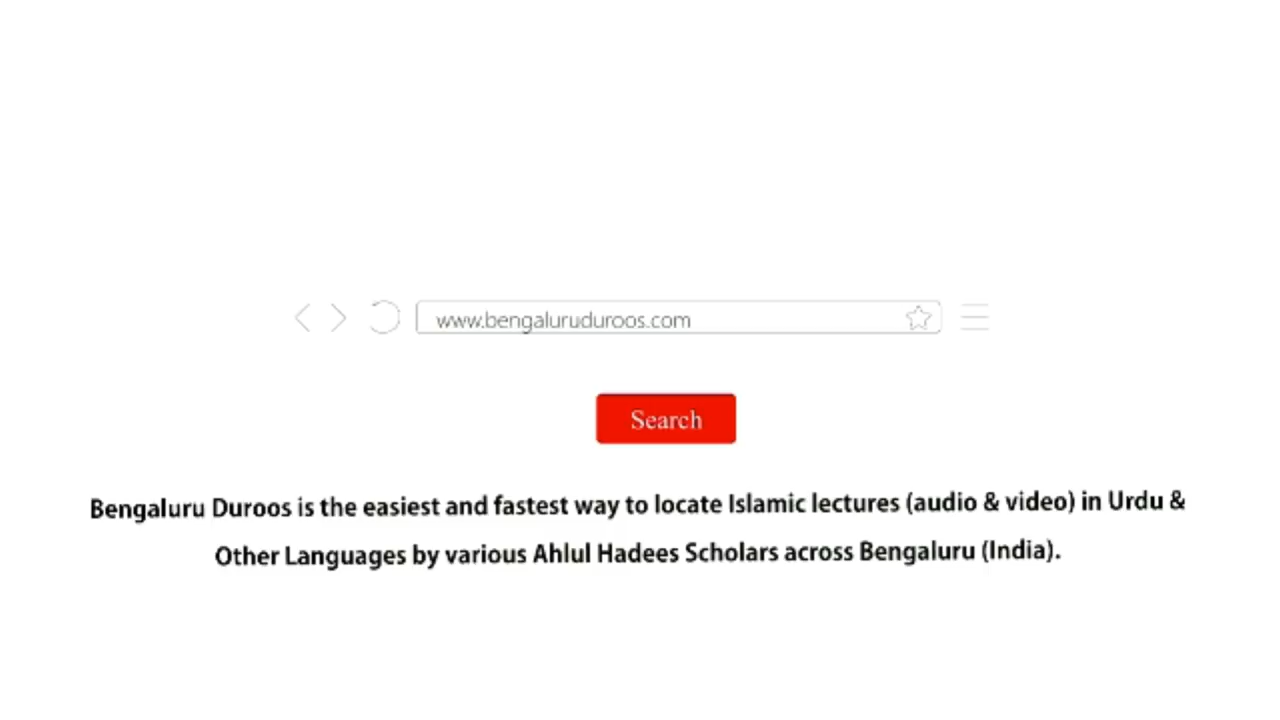 www.bengaluruduroos.com
Search
Bengaluru Duroos is the easiest and fastest way to locate Islamic lectures (audio & video) in Urdu &
Other Languages by various Ahlul Hadees Scholars across Bengaluru (India).